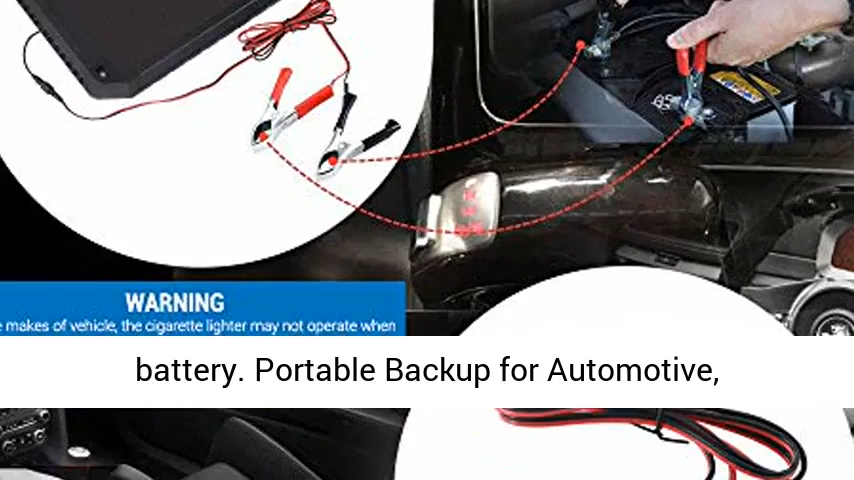 WARNING
makes of vehicle, the cigarette lighter may not operate when
battery. Portable Backup for Automotive,